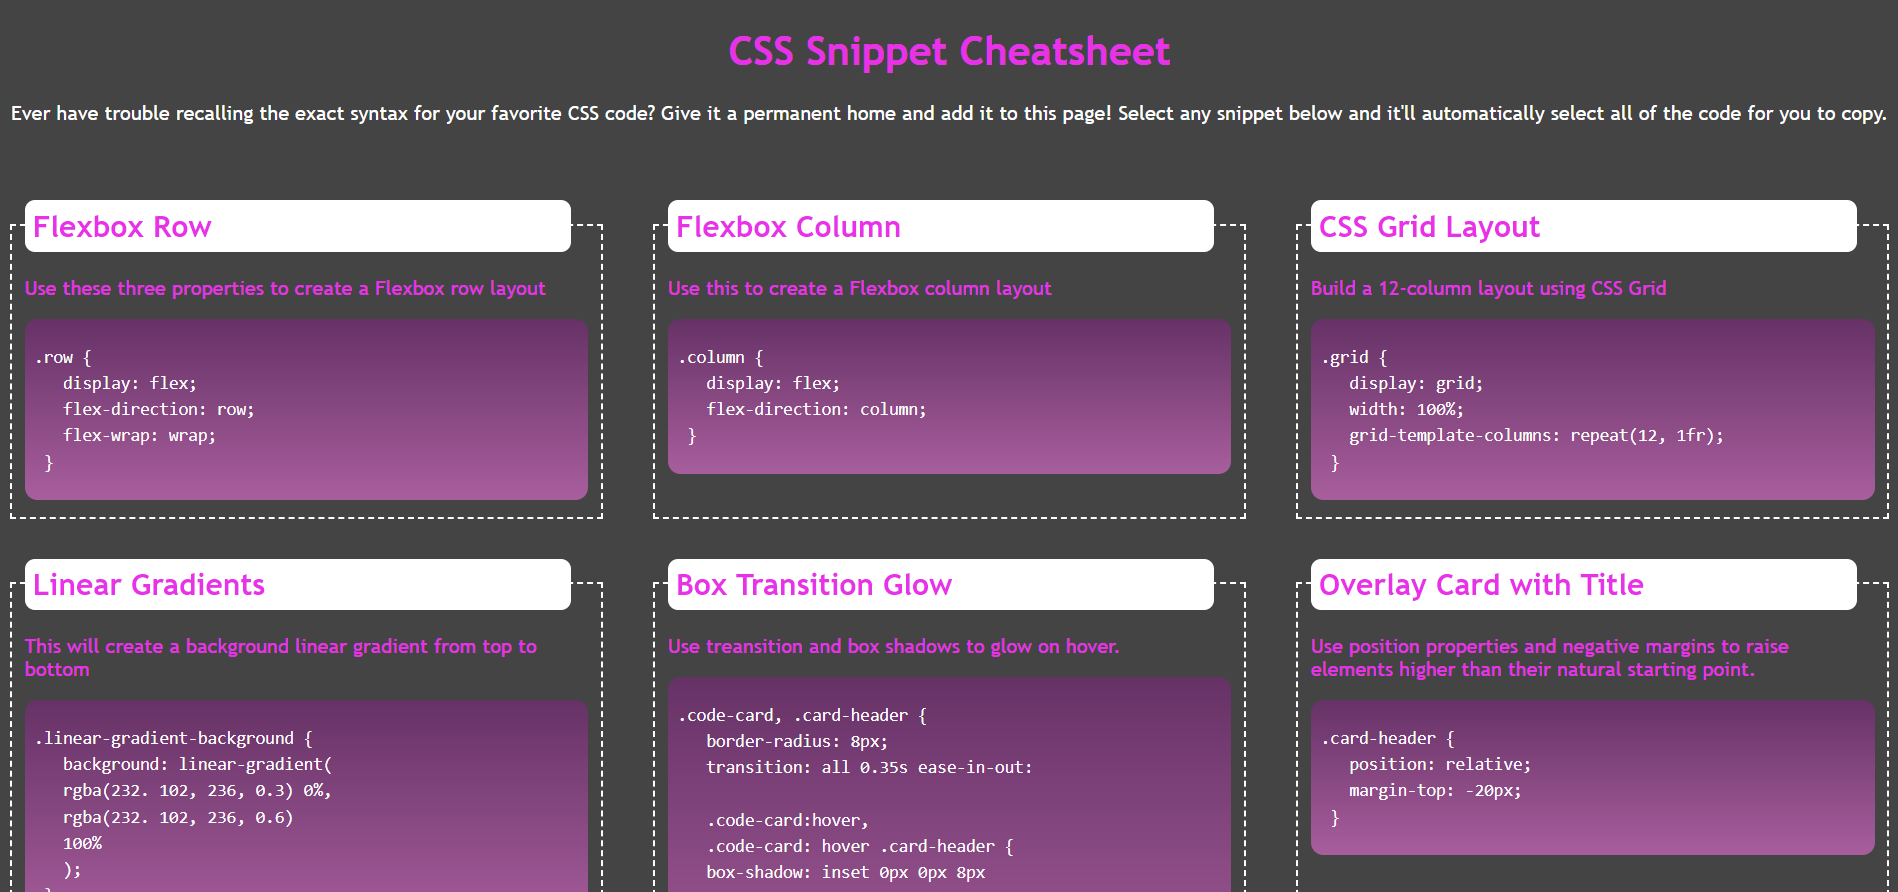 CSS Snippet Cheatsheet
Ever have trouble recalling the exact syntax for your favorite CSS code? Give it a permanent home and add it to this page! Select any snippet below and it'll automatically select all of the code for you to copy.
Flexbox Row
Use these three properties to create a Flexbox row layout
.row {
display: flex;
flex-direction: row;
flex-wrap: wrap;
}
Flexbox Column
Use this to create a Flexbox column layout
.column {
display: flex;
flex-direction: column;
}
CSS Grid Layout
Build a 12-column layout using CSS Grid
.grid {
display: grid;
width: 100%;
grid-template-columns: repeat(12, 1fr);
}
Linear Gradients
This will create a background linear gradient from top to
bottom
.linear-gradient-background {
background: linear-gradient(
rgba(232. 102, 236, 0.3) 0%,
rgba(232. 102, 236, 0.6)
100%
);
Box Transition Glow
Use treansition and box shadows to glow on hover.
.code-card, .card-header {
border-radius: 8px;
transition: all 0.35s ease-in-out:
.code-card:hover,
.code-card: hover .card-header {
box-shadow: inset 0px 0px 8px
Overlay Card with Title
Use position properties and negative margins to raise
elements higher than their natural starting point.
.card-header {
position: relative;
margin-top: -20px;
}